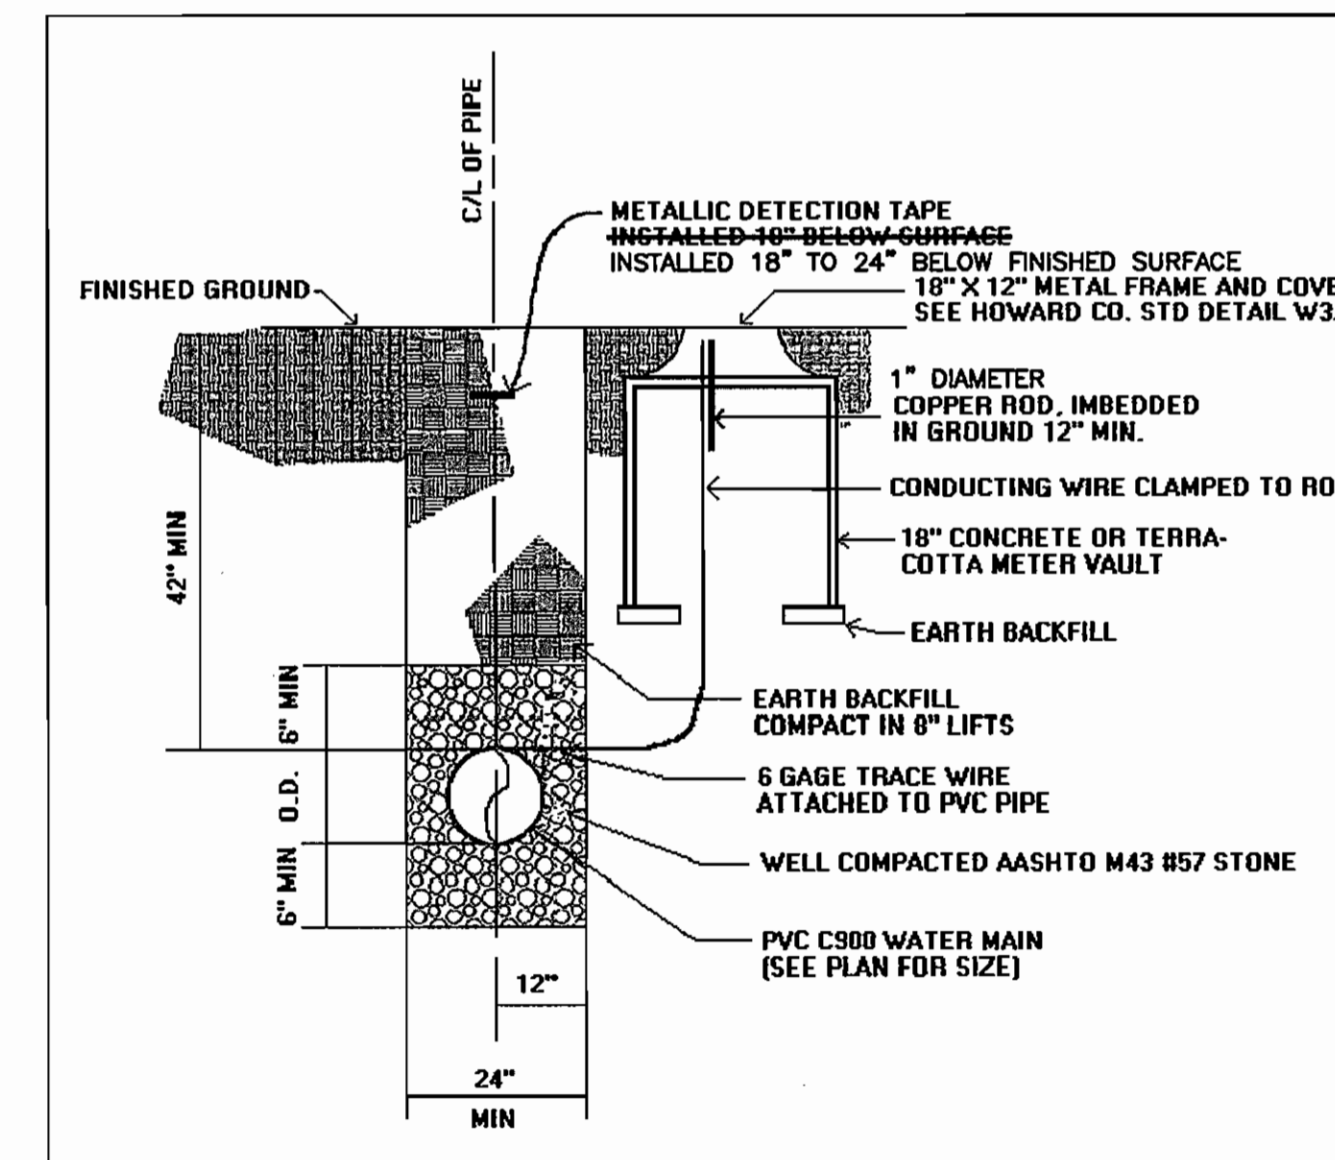 C/L OF PIPE
METALLIC DETECTION TAPE
INSTALLED 18" BELOW SURFACE
INSTALLED 18" TO 24" BELOW FINISHED SURFACE
FINISHED GROUND
18" X 12" METAL FRAME AND COVE
SEE HOWARD CO. STD DETAIL W3.
1" DIAMETER
COPPER ROD, IMBEDDED
IN GROUND 12" MIN.
CONDUCTING WIRE CLAMPED TO RO
18" CONCRETE OR TERRA-
COTTA METER VAULT
42" MIN
EARTH BACKFILL
6" MIN
EARTH BACKFILL
COMPACT IN 8" LIFTS
O.D.
6 GAGE TRACE WIRE
ATTACHED TO PVC PIPE
6" MIN
WELL COMPACTED AASHTO M43 #57 STONE
PVC C900 WATER MAIN
(SEE PLAN FOR SIZE)
12"
24"
MIN